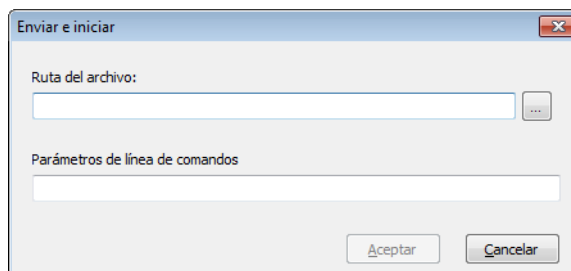 Enviar e iniciar
Ruta del archivo:
...
Parámetros de línea de comandos
Aceptar
Cancelar